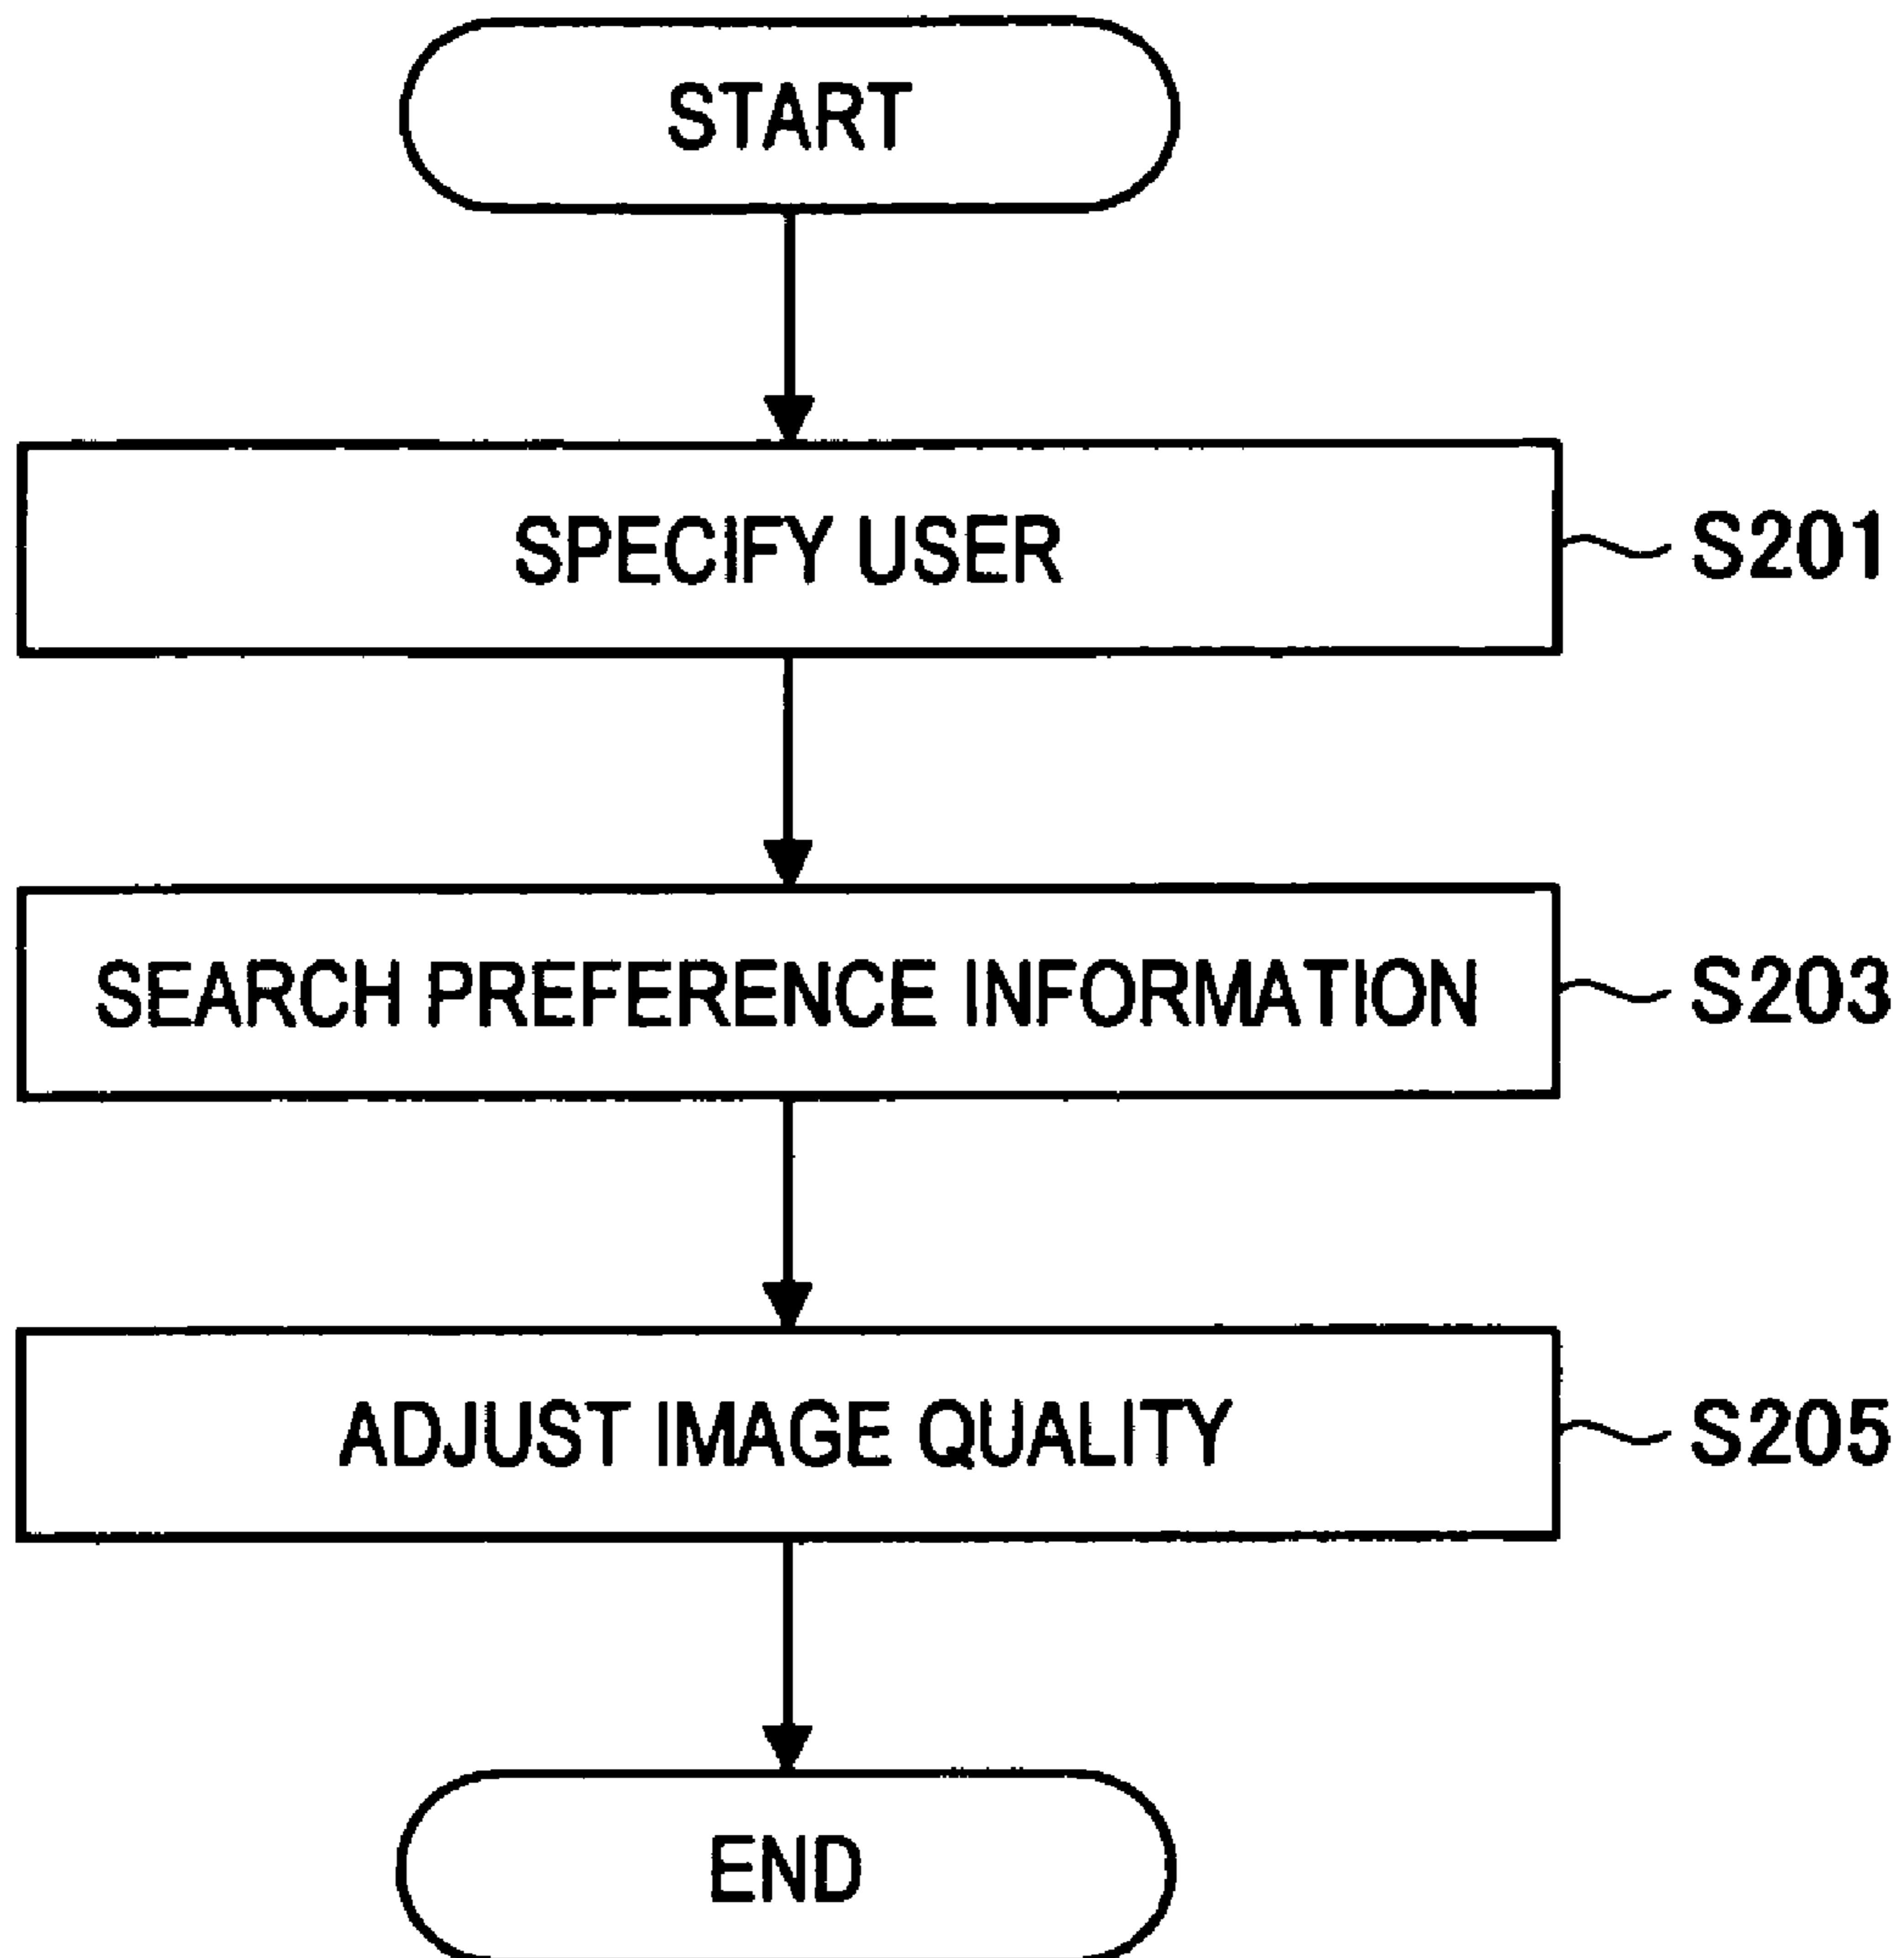 START
SPECIFY USER
S201
SEARCH PREFERENCE INFORMATION
S203
ADJUST IMAGE QUALITY
S205
END